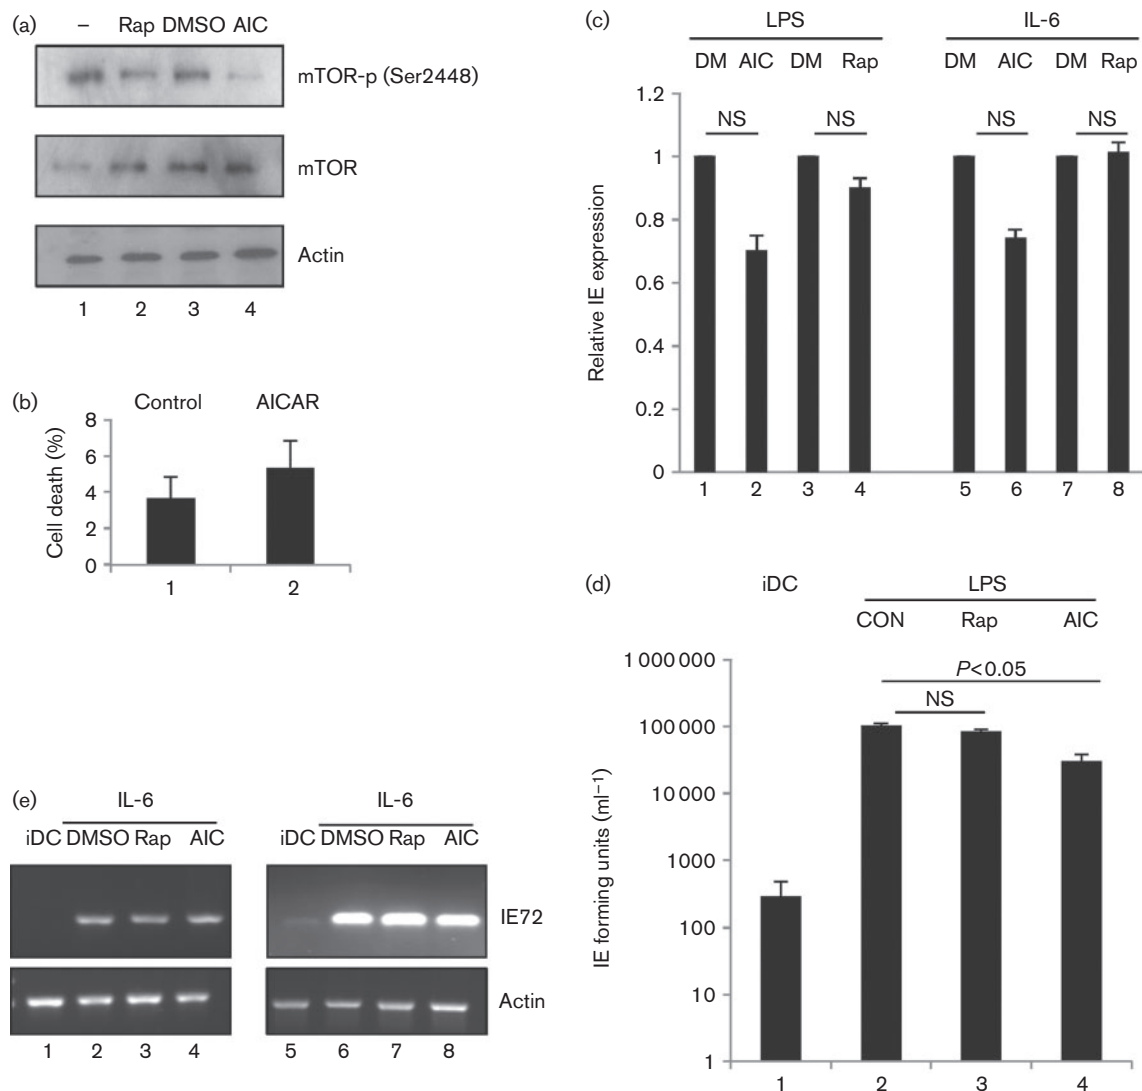 (a)
– Rap DMSO AIC
mTOR-p (Ser2448)
mTOR
Actin
1 2 3 4
(b)
Control AICAR
Cell death (%)
8
6
4
2
0
1 2
(c)
LPS IL-6
DM AIC DM Rap DM AIC DM Rap
Relative IE expression
1.2
1
0.8
0.6
0.4
0.2
0
NS NS NS NS
1 2 3 4 5 6 7 8
(d)
iDC LPS
CON Rap AIC
IE forming units (ml⁻¹)
1 000 000
100 000
10 000
1000
100
10
1
P<0.05
NS
1 2 3 4
(e)
IL-6 IL-6
iDC DMSO Rap AIC iDC DMSO Rap AIC
IE72
Actin
1 2 3 4 5 6 7 8